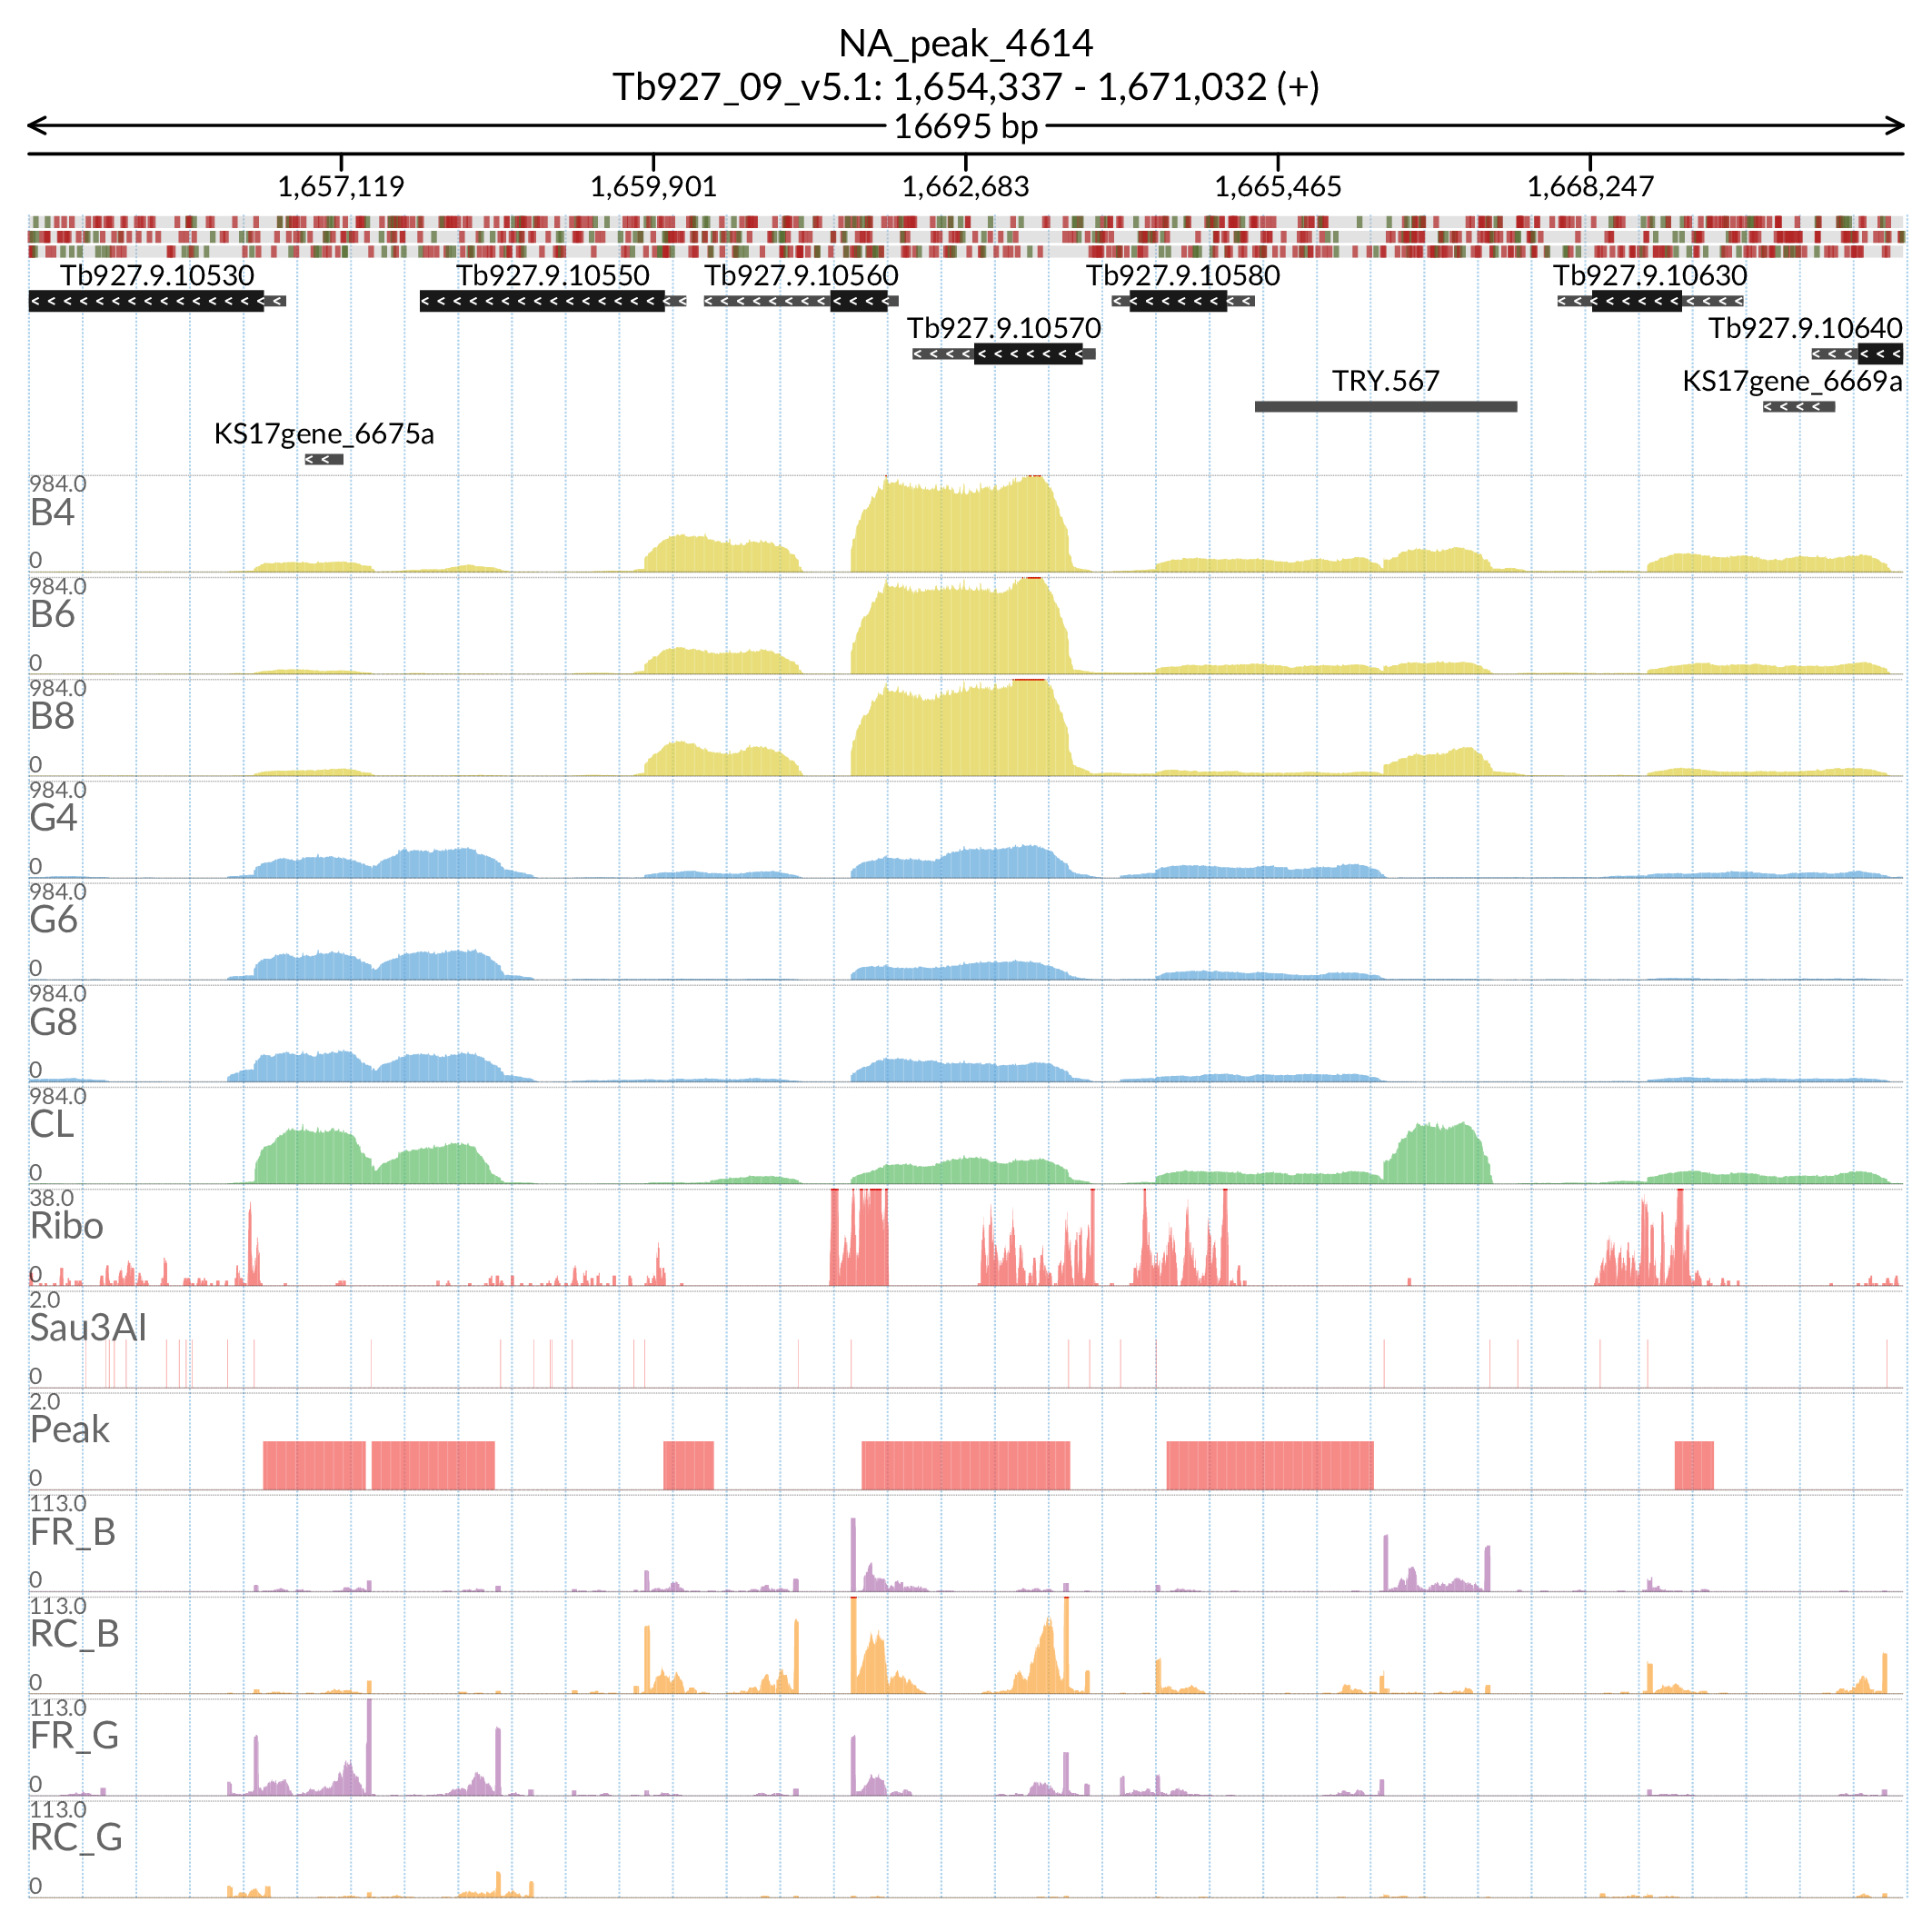 NA_peak_4614
Tb927_09_v5.1: 1,654,337 - 1,671,032 (+)
16695 bp
1,657,119 1,659,901 1,662,683 1,665,465 1,668,247
Tb927.9.10530 Tb927.9.10550 Tb927.9.10560 Tb927.9.10580 Tb927.9.10630
Tb927.9.10570 Tb927.9.10640
TRY.567 KS17gene_6669a
KS17gene_6675a
984.0
B4
0
984.0
B6
0
984.0
B8
0
984.0
G4
0
984.0
G6
0
984.0
G8
0
984.0
CL
0
38.0
Ribo
0
2.0
Sau3AI
0
2.0
Peak
0
113.0
FR_B
0
113.0
RC_B
0
113.0
FR_G
0
113.0
RC_G
0